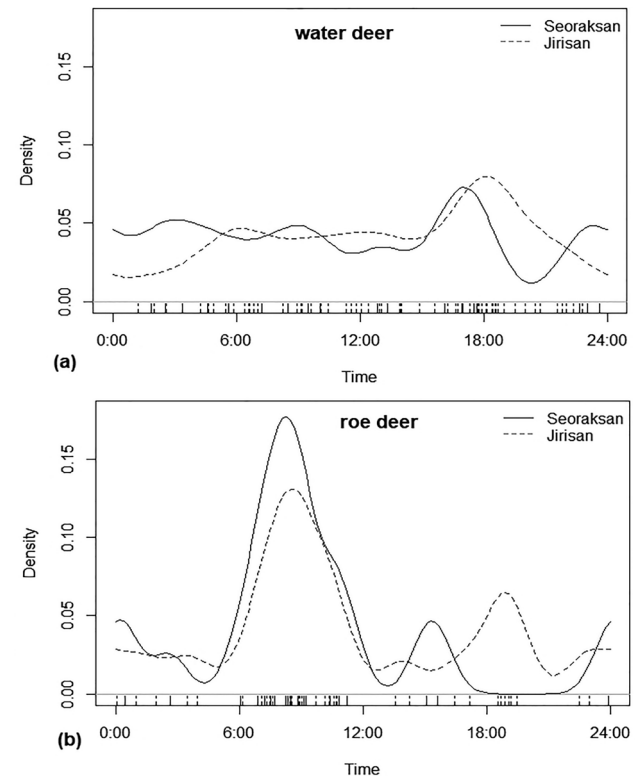 water deer
Seoraksan
Jirisan
Density
0.15
0.10
0.05
0.00
0:00 6:00 12:00 18:00 24:00
(a)
Time
roe deer
Seoraksan
Jirisan
Density
0.15
0.10
0.05
0.00
0:00 6:00 12:00 18:00 24:00
(b)
Time